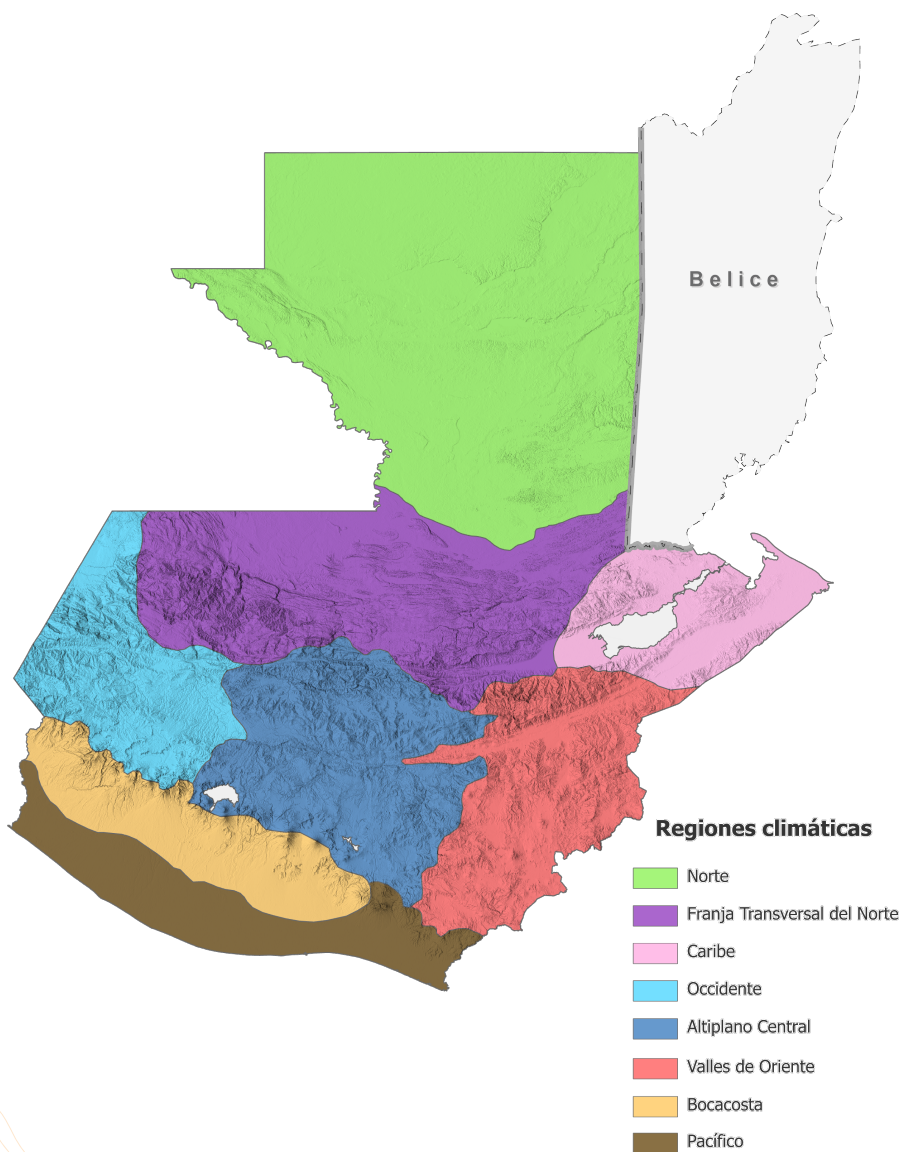 Belice
Regiones climáticas
Norte
Franja Transversal del Norte
Caribe
Occidente
Altiplano Central
Valles de Oriente
Bocacosta
Pacífico